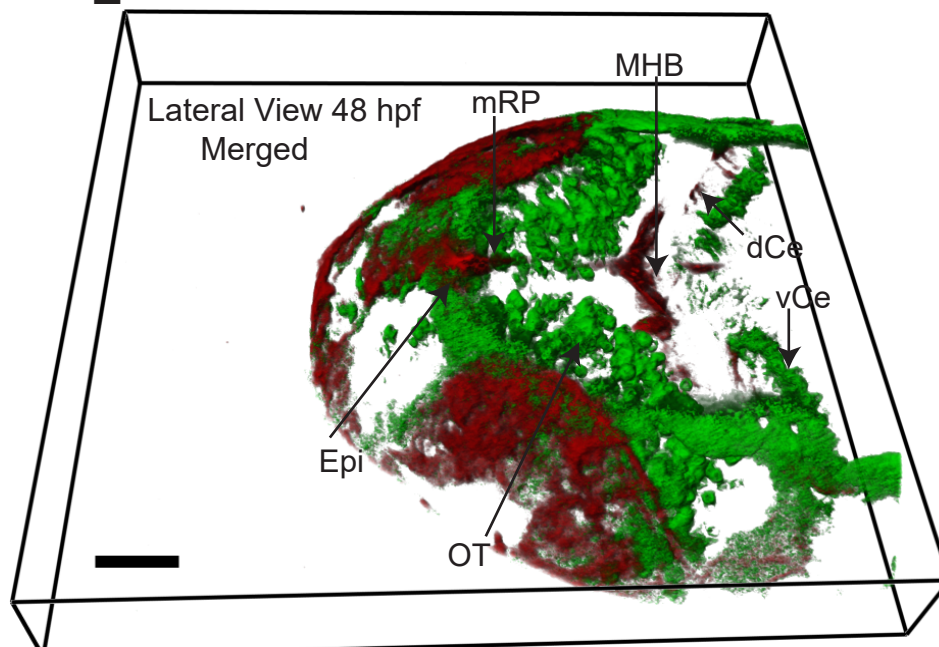 Lateral View 48 hpf
Merged
mRP
MHB
dCe
vCe
Epi
OT